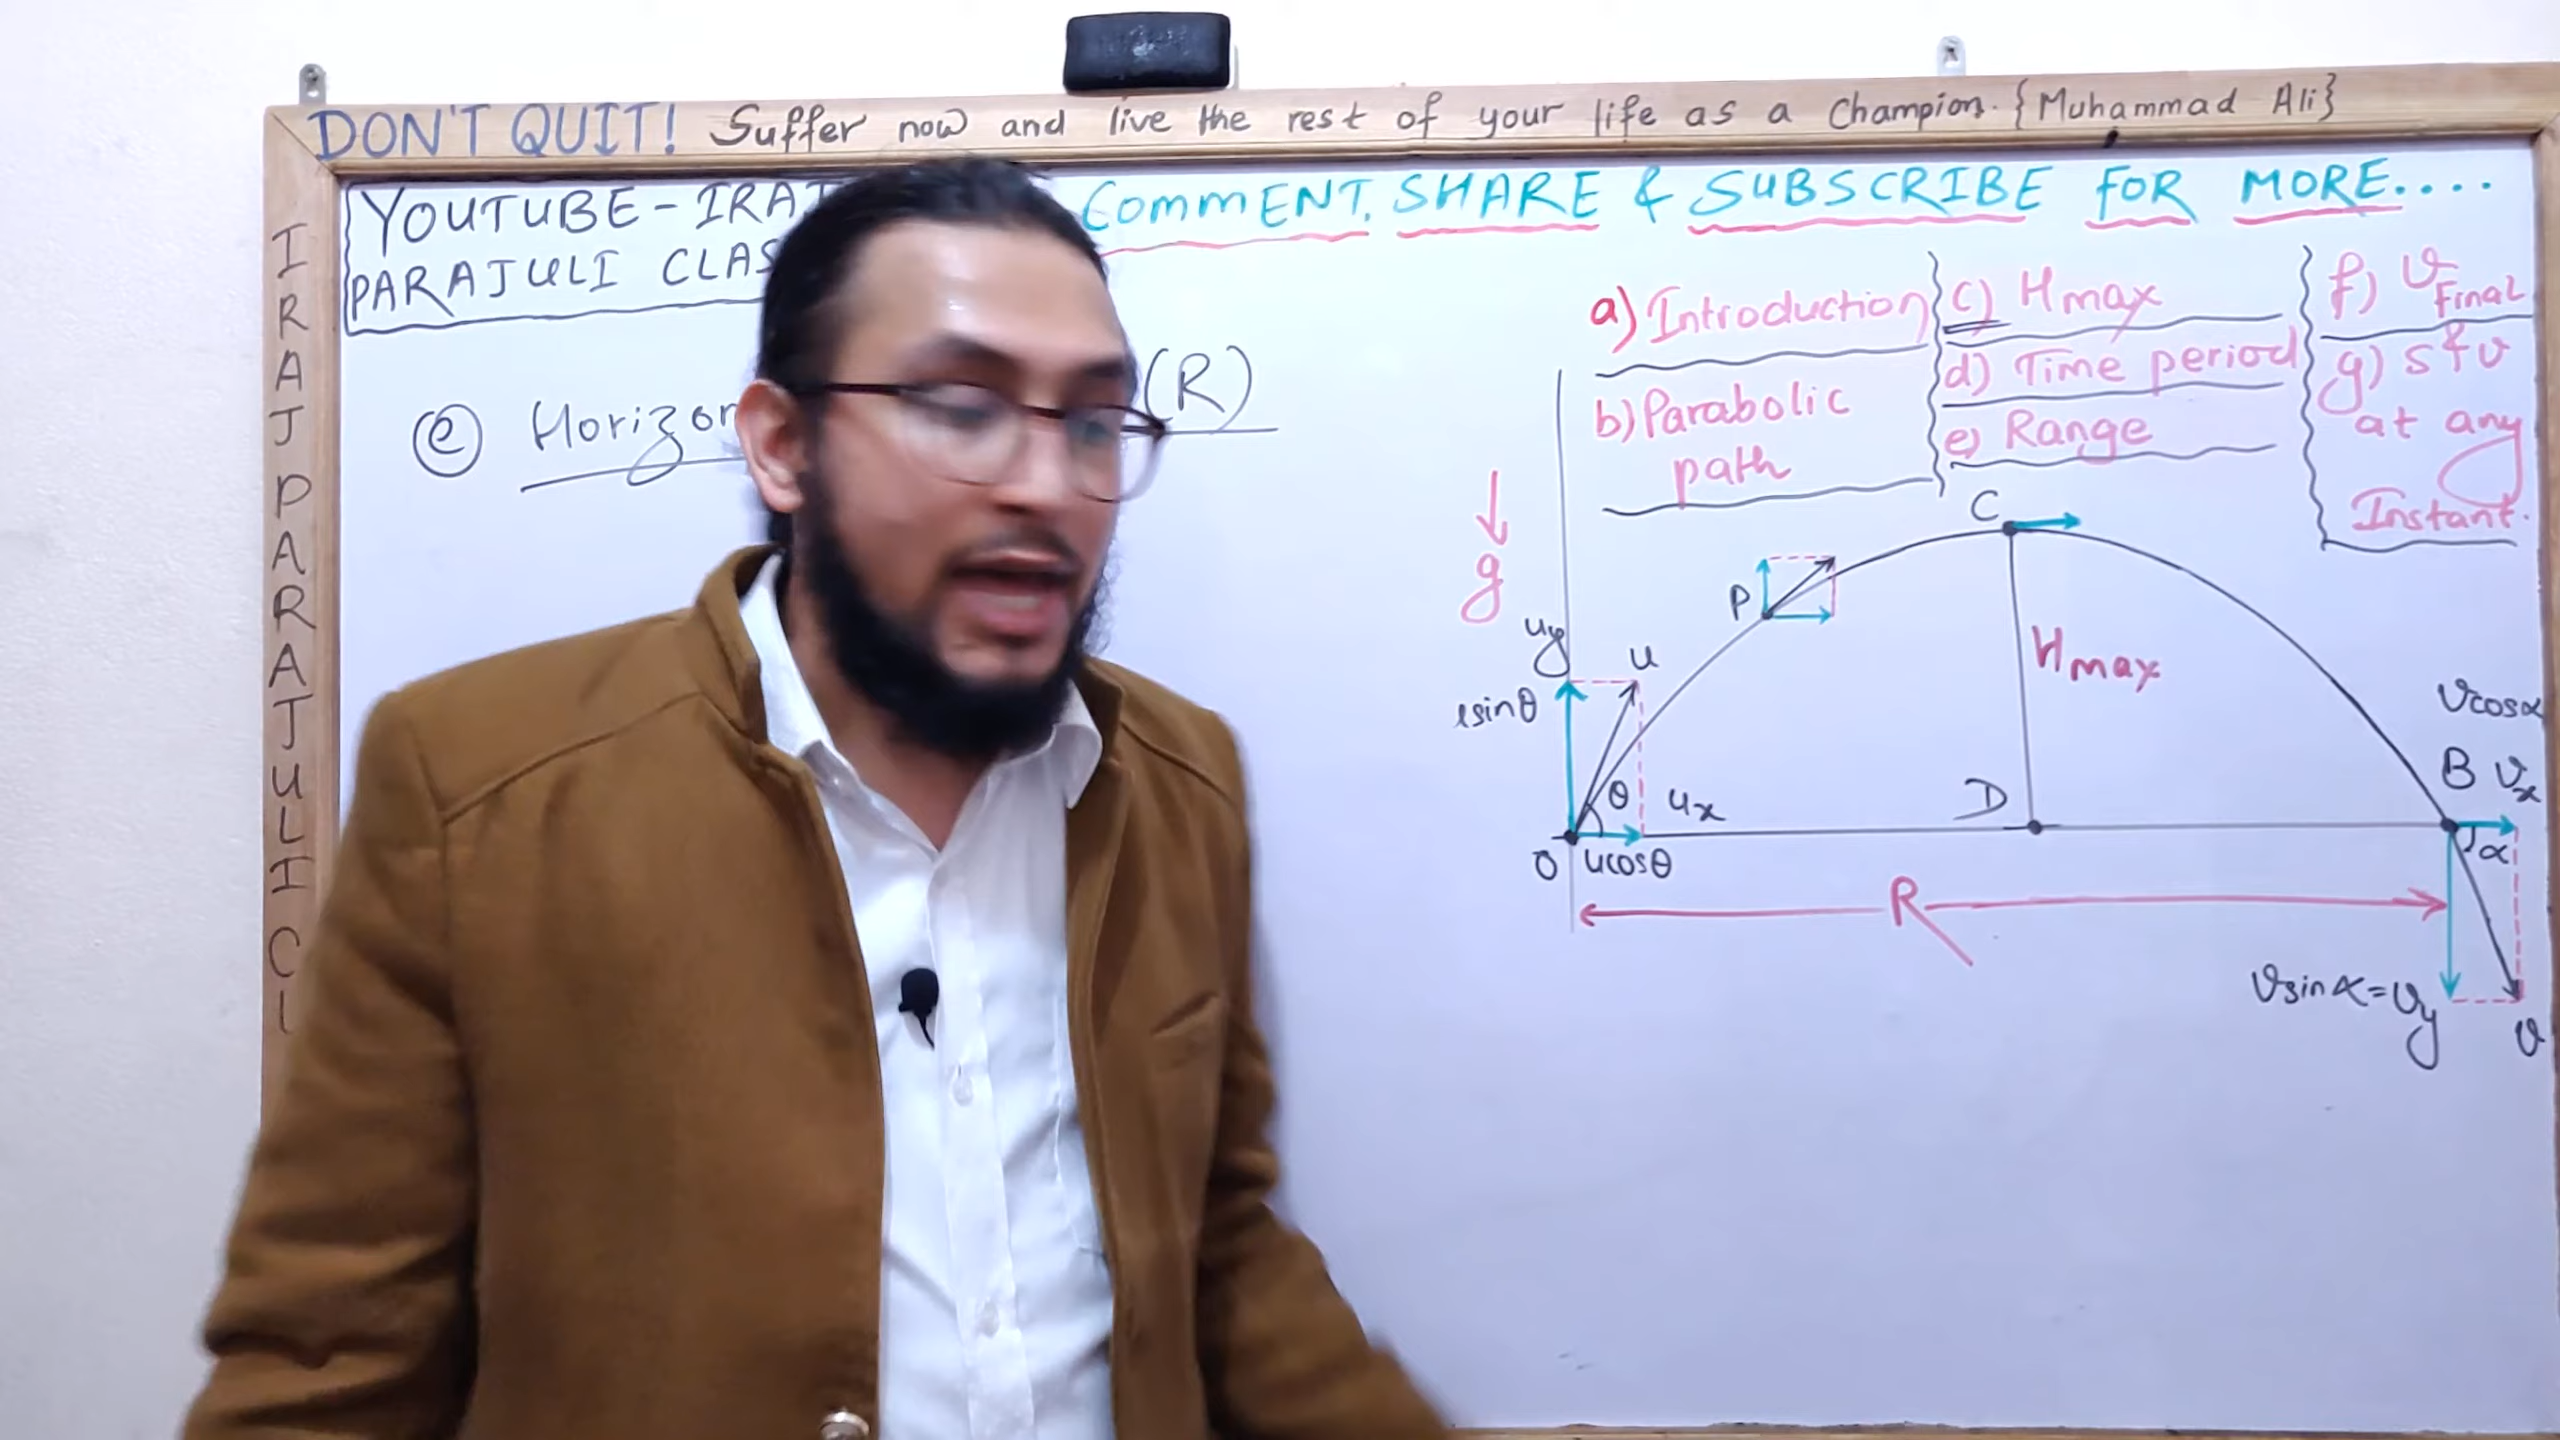 DON'T QUIT! Suffer now and live the rest of your life as a Champion. {Muhammad Ali}
IRAJ PARAJULI Cl
YOUTUBE - IRAJ
PARAJULI CLAS
COMMENT, SHARE & SUBSCRIBE FOR MORE....
e Horizon (R)
a) Introduction
b) Parabolic
path
c) Hmax
d) Time period
e) Range
f) v Final
g) s & v
at any
Instant.
g
C
P
uy
u
usinθ
Hmax
θ
ux
D
O
ucosθ
vcosα
B vx
α
R
vsinα = vy
v